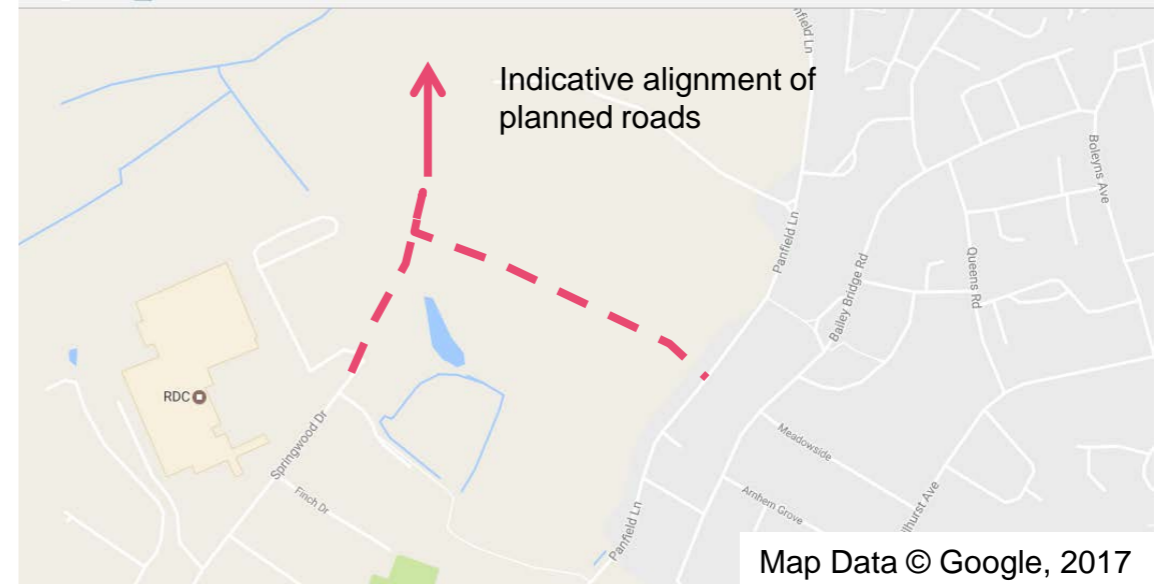 Panfield Ln
Indicative alignment of
planned roads
Boleyns Ave
Panfield Ln
Bailey Bridge Rd
Queens Rd
RDC
Springwood Dr
Finch Dr
Meadowside
Arnhem Grove
Panfield Ln
Map Data © Google, 2017